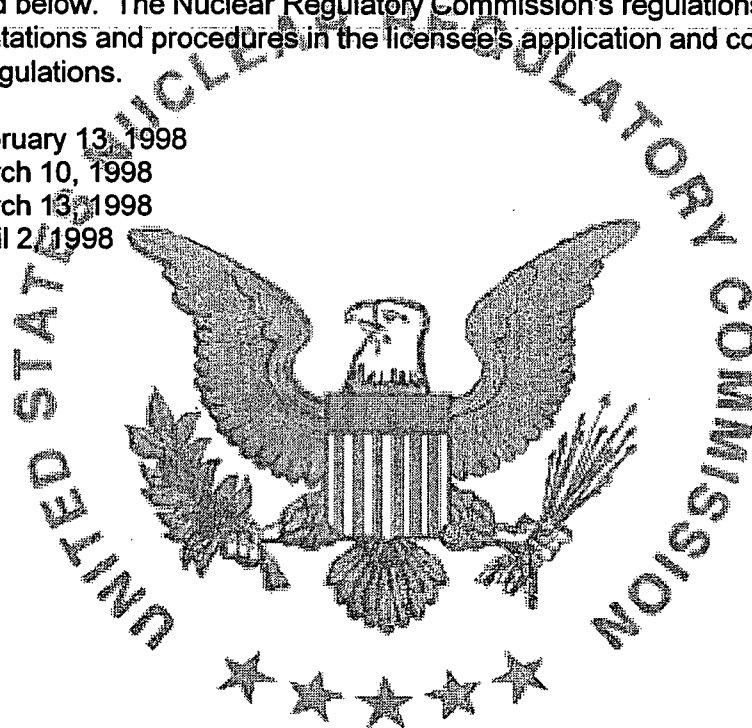 d below. The Nuclear Regulatory Commission's regulations
tations and procedures in the licensee's application and co
gulations.
ruary 13, 1998
rch 10, 1998
rch 13, 1998
il 2, 1998
UNITED STATES NUCLEAR REGULATORY COMMISSION